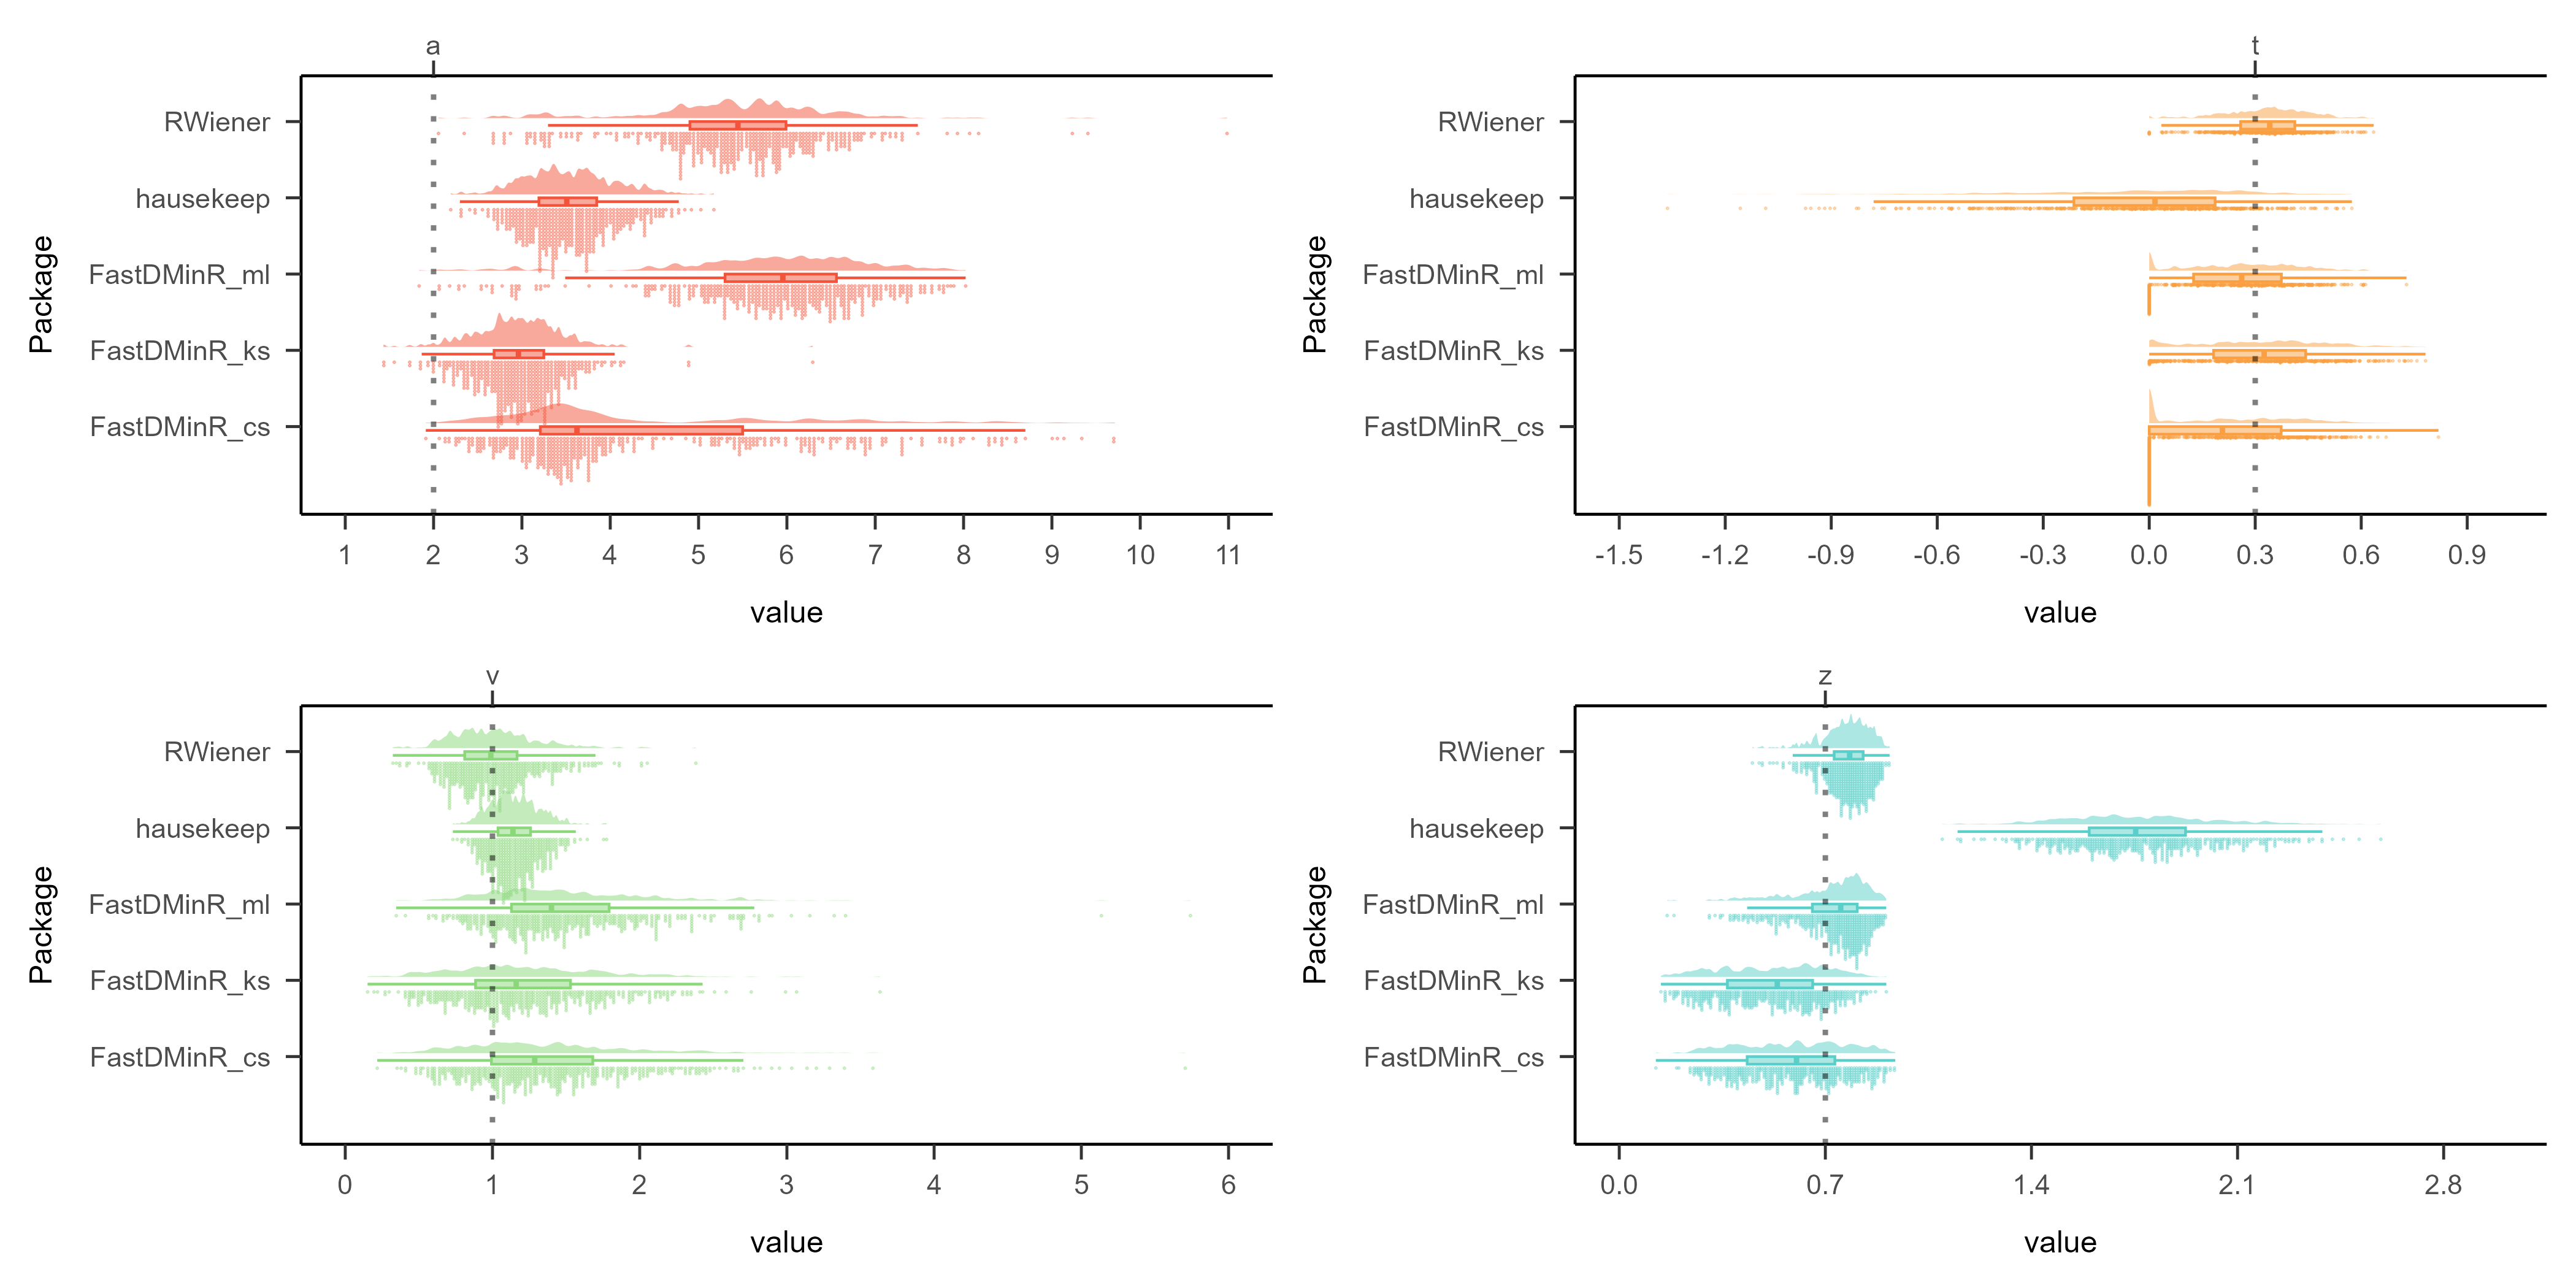 a
RWiener
hausekeep
FastDMinR_ml
FastDMinR_ks
FastDMinR_cs
Package
1 2 3 4 5 6 7 8 9 10 11
value
t
RWiener
hausekeep
FastDMinR_ml
FastDMinR_ks
FastDMinR_cs
Package
-1.5 -1.2 -0.9 -0.6 -0.3 0.0 0.3 0.6 0.9
value
v
RWiener
hausekeep
FastDMinR_ml
FastDMinR_ks
FastDMinR_cs
Package
0 1 2 3 4 5 6
value
z
RWiener
hausekeep
FastDMinR_ml
FastDMinR_ks
FastDMinR_cs
Package
0.0 0.7 1.4 2.1 2.8
value